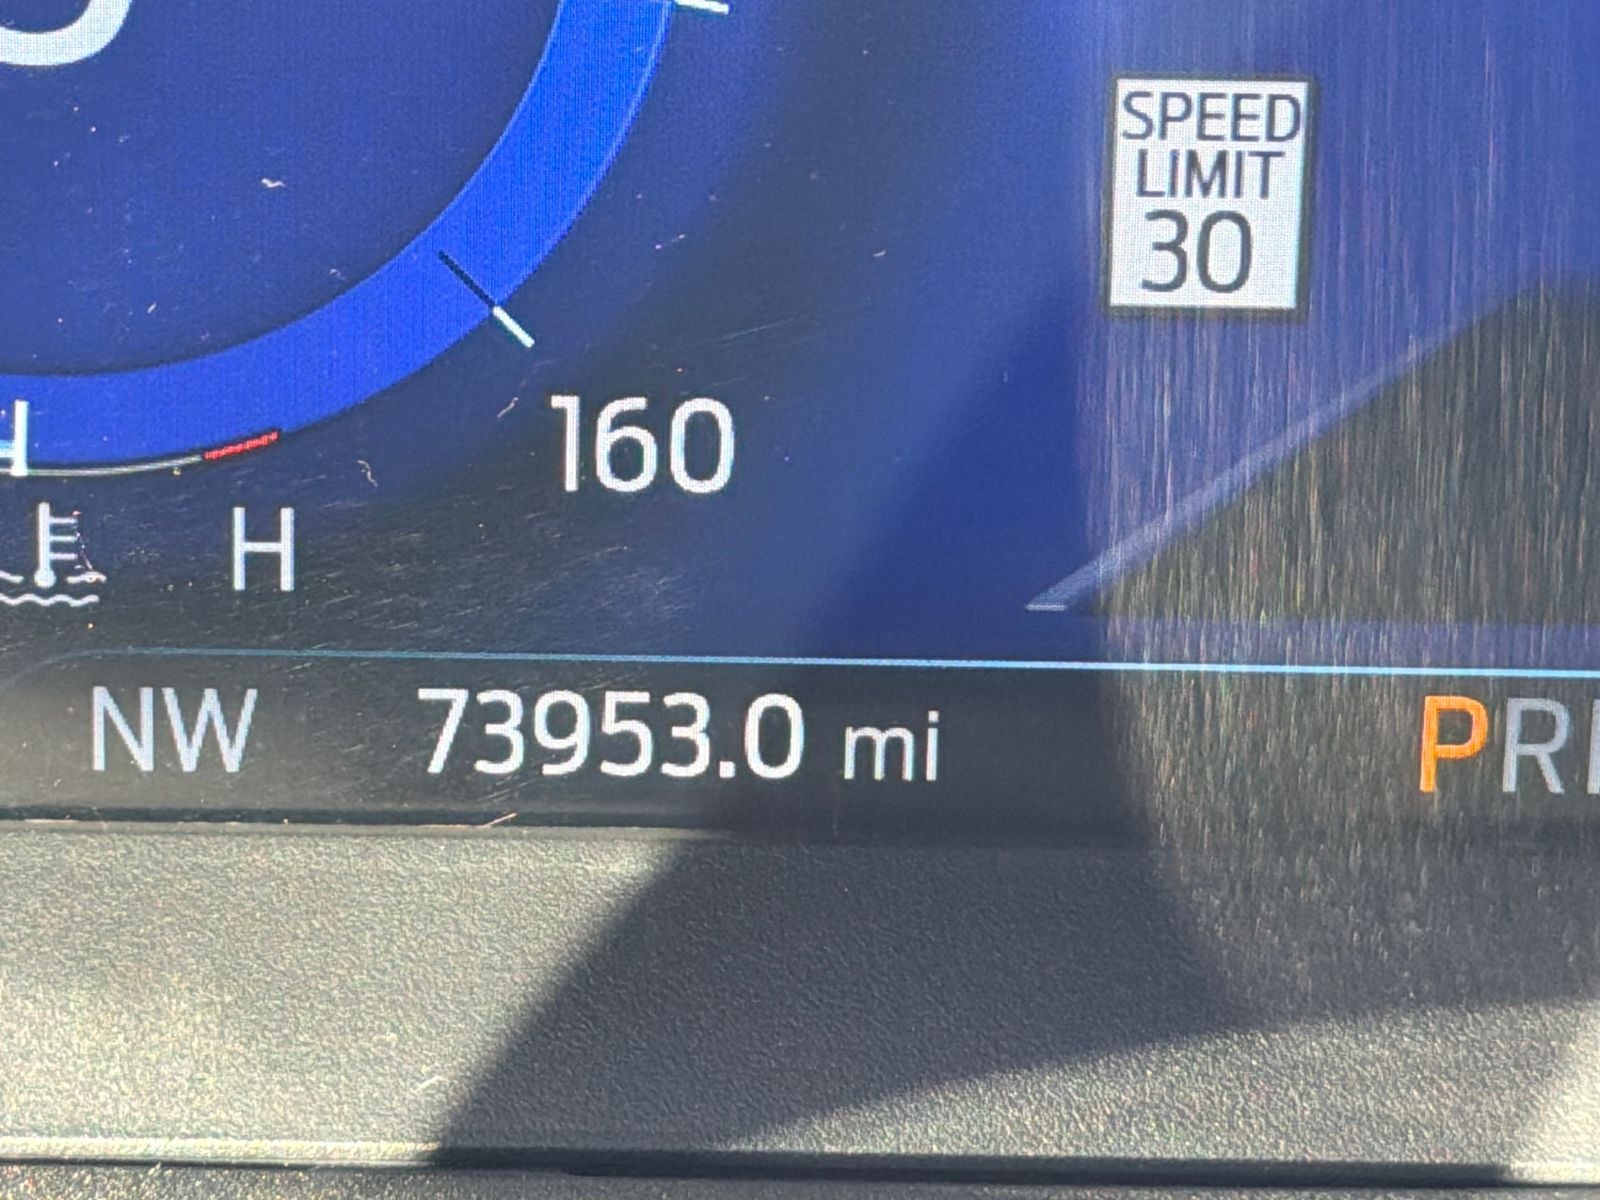 SPEED
LIMIT
30
160
H
NW 73953.0 mi PR